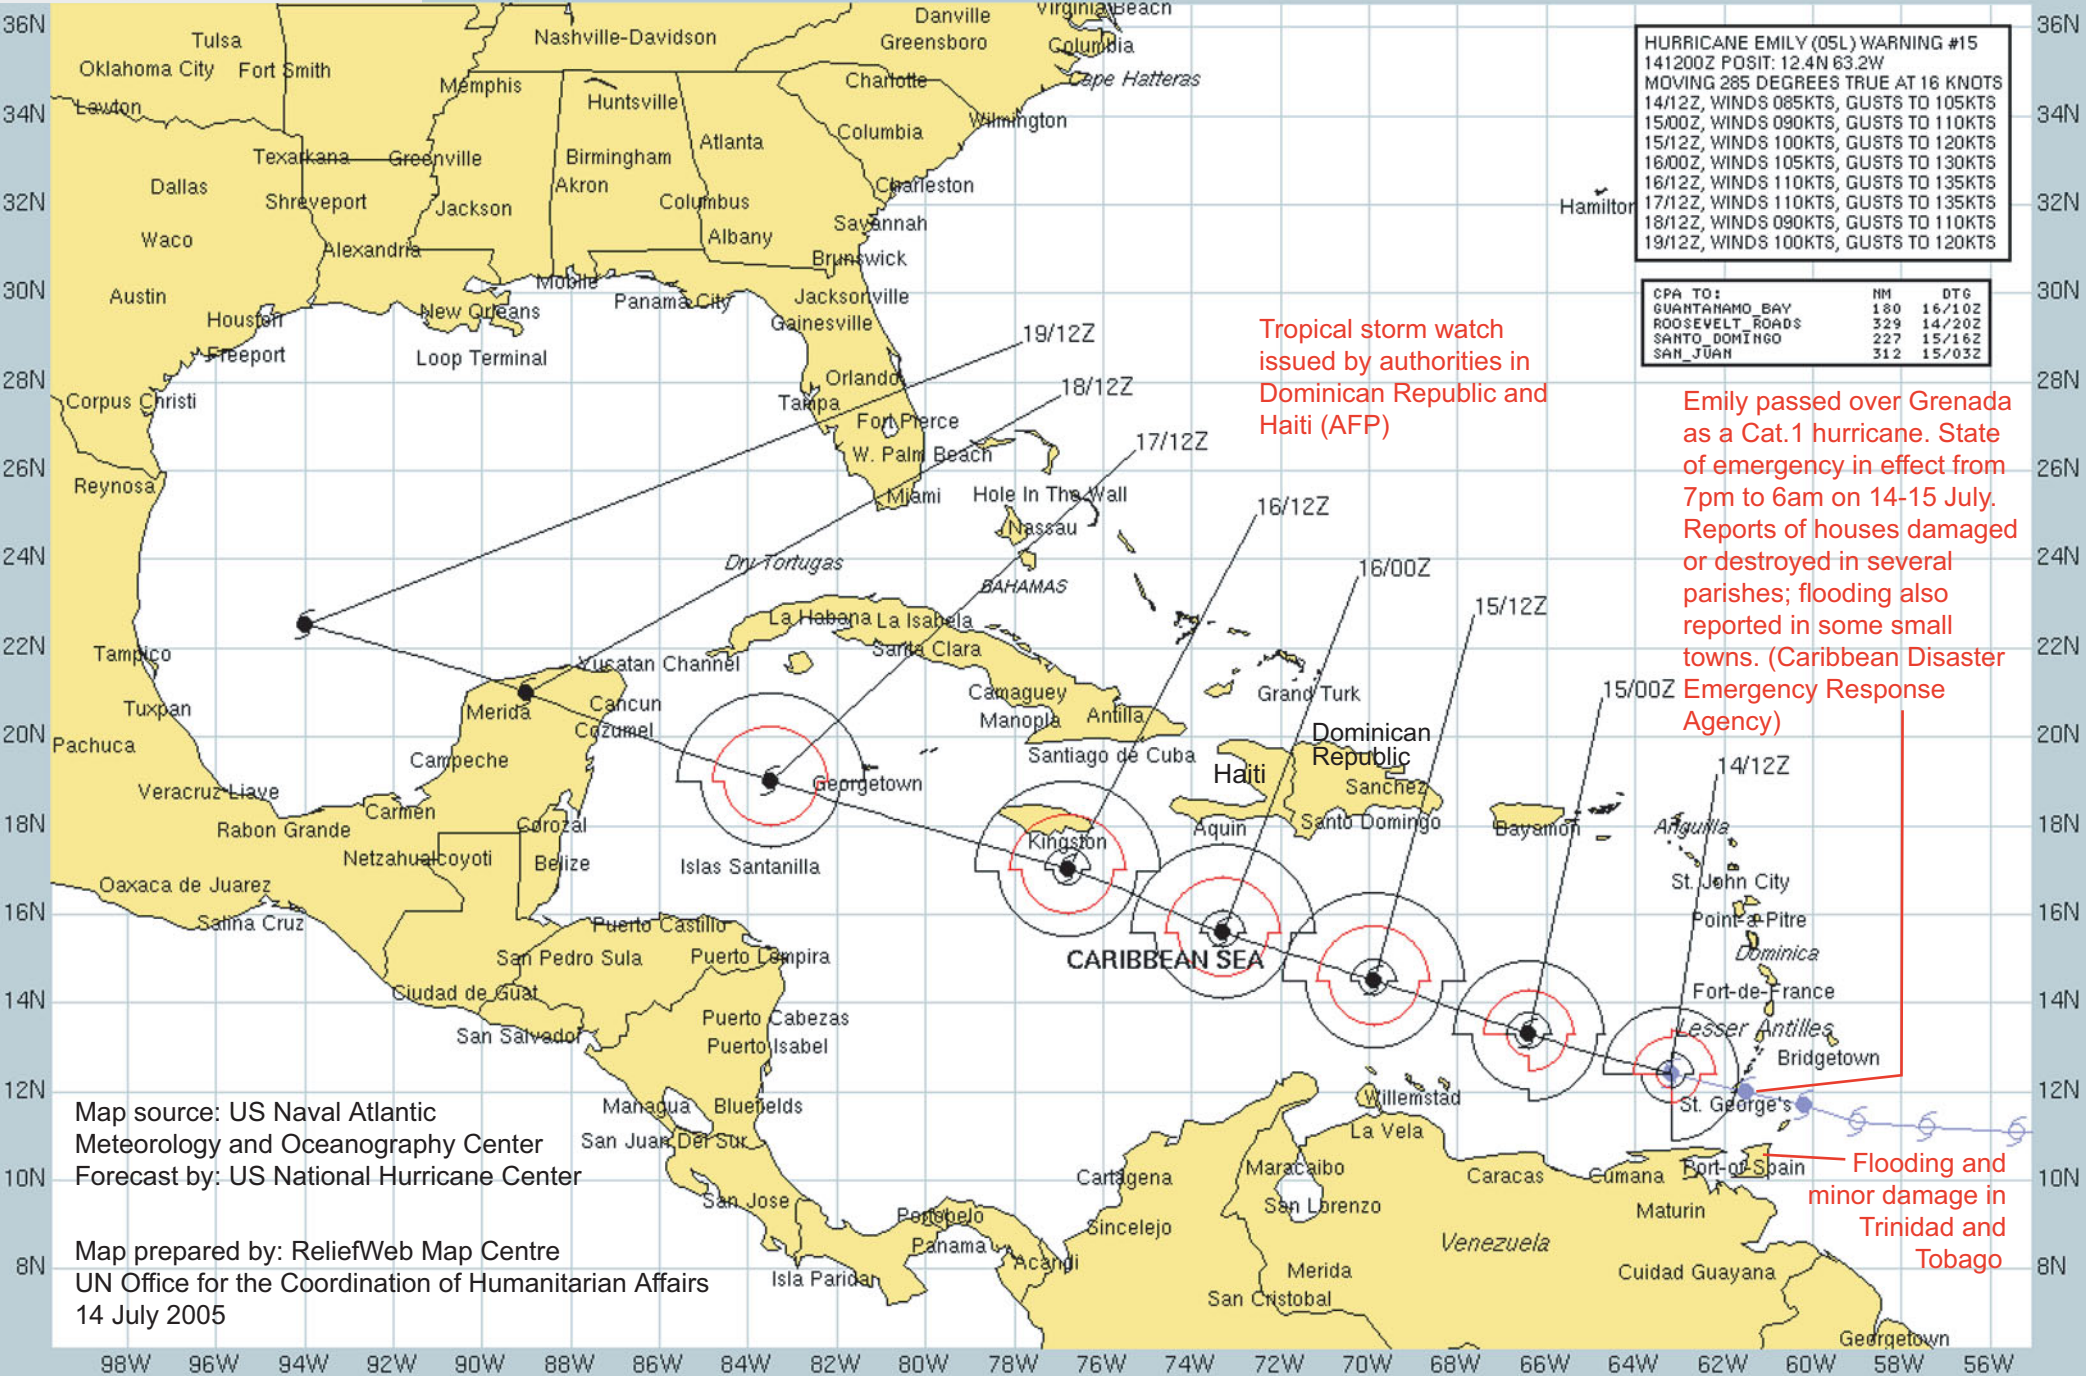 36N
34N
32N
30N
28N
26N
24N
22N
20N
18N
16N
14N
12N
10N
8N
36N
34N
32N
30N
28N
26N
24N
22N
20N
18N
16N
14N
12N
10N
8N
98W 96W 94W 92W 90W 88W 86W 84W 82W 80W 78W 76W 74W 72W 70W 68W 66W 64W 62W 60W 58W 56W
HURRICANE EMILY (05L) WARNING #15
141200Z POSIT: 12.4N 63.2W
MOVING 285 DEGREES TRUE AT 16 KNOTS
14/12Z, WINDS 085KTS, GUSTS TO 105KTS
15/00Z, WINDS 090KTS, GUSTS TO 110KTS
15/12Z, WINDS 100KTS, GUSTS TO 120KTS
16/00Z, WINDS 105KTS, GUSTS TO 130KTS
16/12Z, WINDS 110KTS, GUSTS TO 135KTS
17/12Z, WINDS 110KTS, GUSTS TO 135KTS
18/12Z, WINDS 090KTS, GUSTS TO 110KTS
19/12Z, WINDS 100KTS, GUSTS TO 120KTS
CPA TO: NM DTG
GUANTANAMO_BAY 180 16/10Z
ROOSEVELT_ROADS 329 14/20Z
SANTO_DOMINGO 227 15/16Z
SAN_JUAN 312 15/03Z
Tropical storm watch
issued by authorities in
Dominican Republic and
Haiti (AFP)
Emily passed over Grenada
as a Cat.1 hurricane. State
of emergency in effect from
7pm to 6am on 14-15 July.
Reports of houses damaged
or destroyed in several
parishes; flooding also
reported in some small
towns. (Caribbean Disaster
Emergency Response
Agency)
Flooding and
minor damage in
Trinidad and
Tobago
19/12Z
18/12Z
17/12Z
16/12Z
16/00Z
15/12Z
15/00Z
14/12Z
Virginia Beach
Danville
Nashville-Davidson
Tulsa
Greensboro
Columbia
Oklahoma City
Fort Smith
Memphis
Charlotte
Cape Hatteras
Huntsville
Lawton
Wilmington
Columbia
Atlanta
Texarkana
Greenville
Birmingham
Dallas
Akron
Charleston
Shreveport
Jackson
Columbus
Hamilton
Savannah
Waco
Alexandria
Albany
Brunswick
Mobile
Austin
Panama City
Jacksonville
New Orleans
Houston
Gainesville
Freeport
Loop Terminal
Orlando
Corpus Christi
Tampa
Fort Pierce
W. Palm Beach
Reynosa
Miami
Hole In The Wall
Nassau
Dry Tortugas
BAHAMAS
La Habana
La Isabela
Santa Clara
Tampico
Yucatan Channel
Camaguey
Grand Turk
Cancun
Tuxpan
Merida
Manopla
Antilla
Cozumel
Pachuca
Santiago de Cuba
Dominican
Republic
Campeche
Haiti
Georgetown
Sanchez
Veracruz-Llave
Carmen
Rabon Grande
Corozal
Aquin
Santo Domingo
Bayamon
Anguilla
Kingston
Netzahualcoyoti
Belize
Islas Santanilla
Oaxaca de Juarez
St. John City
Salina Cruz
Puerto Castillo
Point-a-Pitre
San Pedro Sula
Puerto Lempira
CARIBBEAN SEA
Dominica
Ciudad de Guat
Fort-de-France
Puerto Cabezas
Lesser Antilles
San Salvador
Puerto Isabel
Bridgetown
Managua
Bluefields
Willemstad
St. George's
San Juan Del Sur
La Vela
Cartagena
Maracaibo
Caracas
Cumana
Port-of-Spain
San Jose
San Lorenzo
Maturin
Portobelo
Sincelejo
Panama
Acandi
Venezuela
Isla Parida
Merida
Cuidad Guayana
San Cristobal
Georgetown
Map source: US Naval Atlantic
Meteorology and Oceanography Center
Forecast by: US National Hurricane Center
Map prepared by: ReliefWeb Map Centre
UN Office for the Coordination of Humanitarian Affairs
14 July 2005